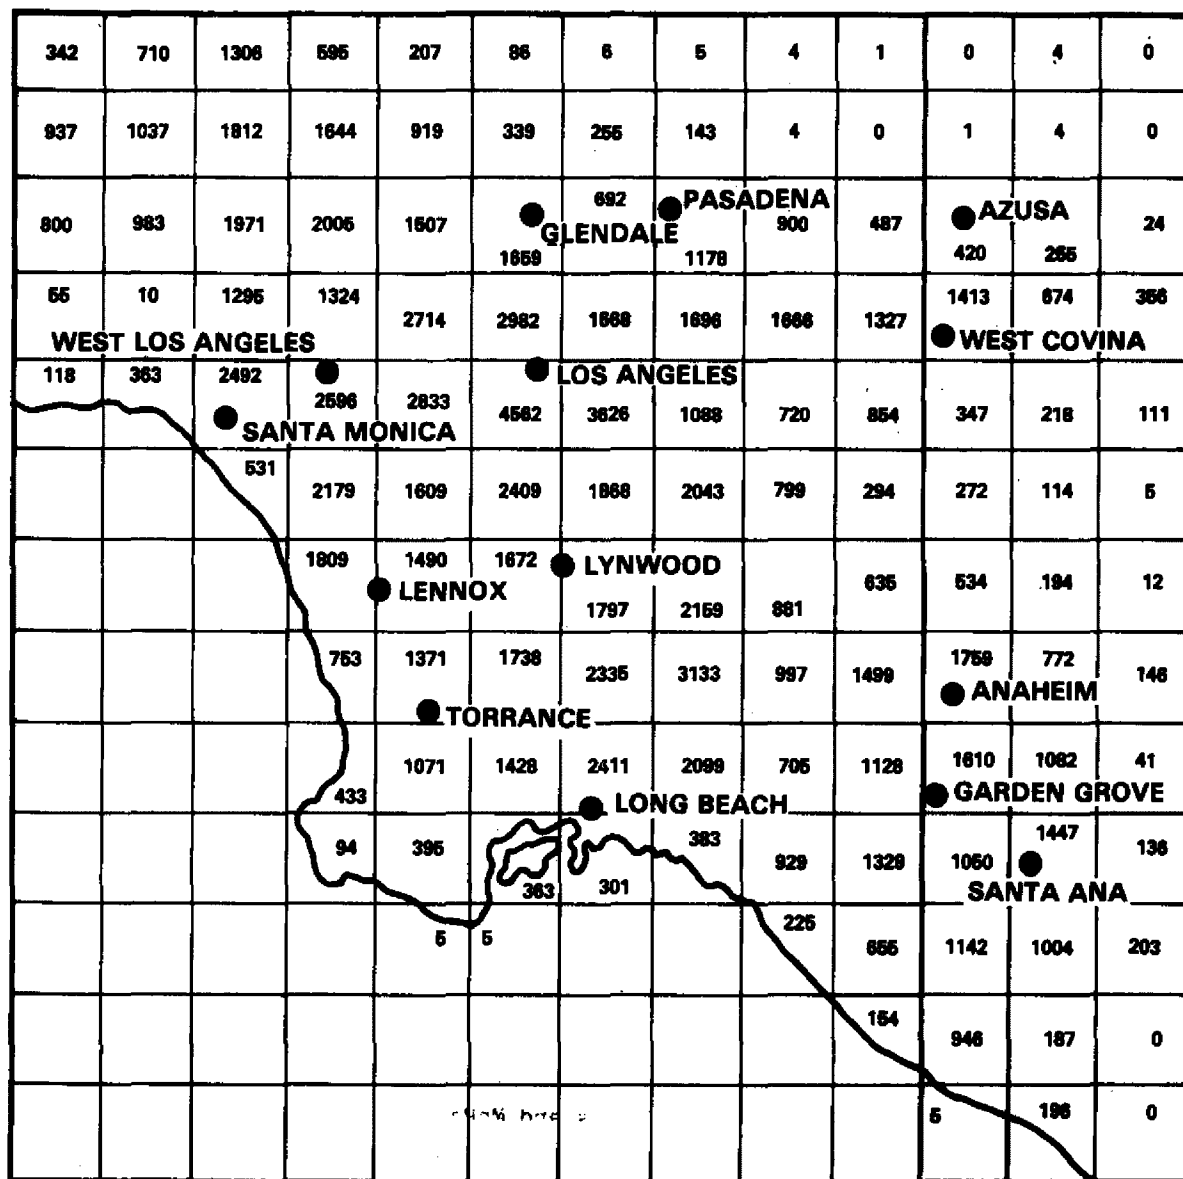 342 710 1306 595 207 86 6 5 4 1 0 4 0
937 1037 1812 1644 919 339 255 143 4 0 1 4 0
692
PASADENA
AZUSA
800 983 1971 2005 1507 GLENDALE 900 487 24
1659 1178 420 265
55 10 1295 1324 1413 674 356
2714 2982 1568 1696 1666 1327
WEST LOS ANGELES WEST COVINA
118 363 2492 LOS ANGELES
2596 2833
4562 3626 1088 720 854 347 218 111
SANTA MONICA
531
2179 1609 2409 1868 2043 799 294 272 114 5
1809 1490 1672 LYNWOOD
LENNOX 635 534 194 12
1797 2159 881
753 1371 1738 1759 772
2335 3133 997 1499 146
ANAHEIM
TORRANCE
1071 1428 2411 2099 705 1128 1610 1082 41
433 GARDEN GROVE
LONG BEACH
94 395 383 1447 136
929 1329 1050
363 301 SANTA ANA
225
5 5 655 1142 1004 203
154
946 187 0
5 196 0